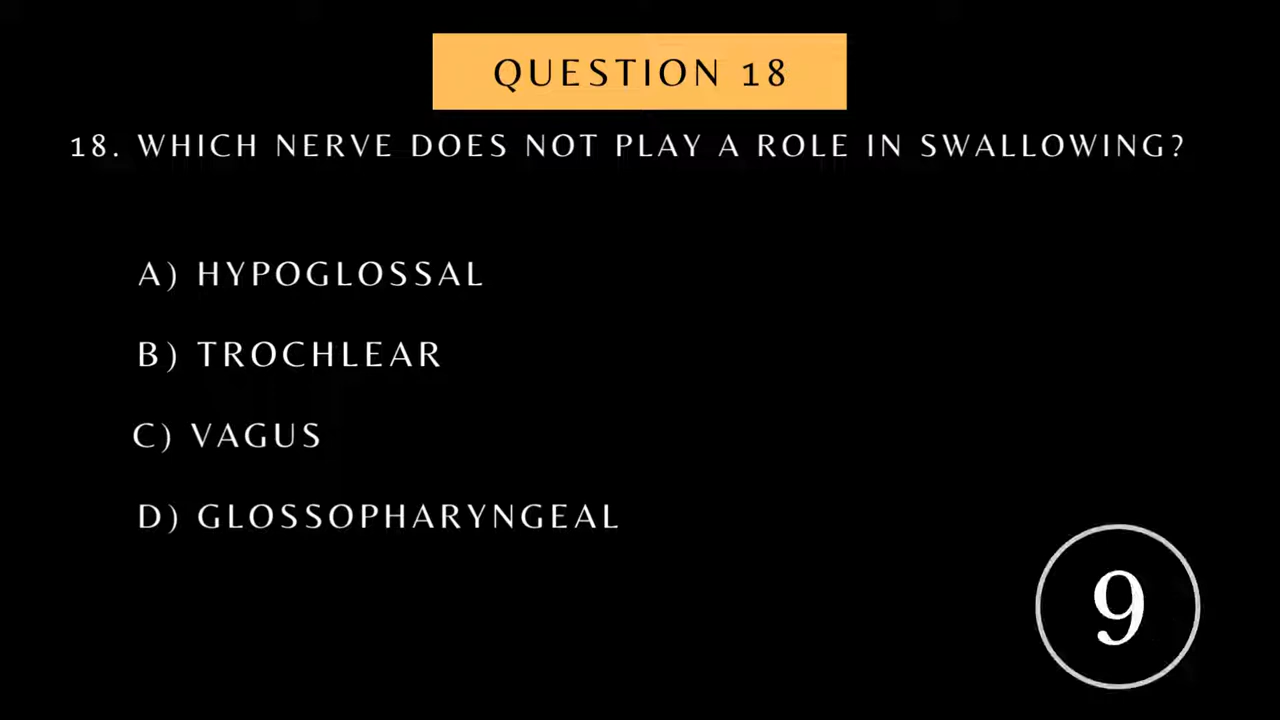 QUESTION 18
18. WHICH NERVE DOES NOT PLAY A ROLE IN SWALLOWING?
A) HYPOGLOSSAL
B) TROCHLEAR
C) VAGUS
D) GLOSSOPHARYNGEAL
9